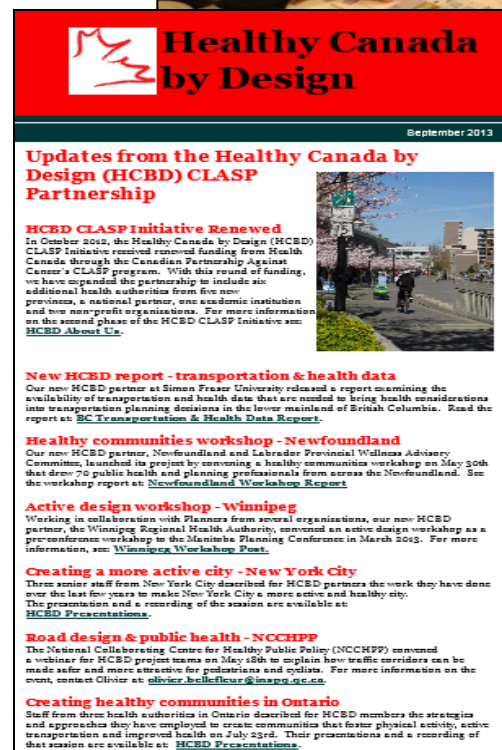 Healthy Canada
by Design
September 2013
Updates from the Healthy Canada by
Design (HCBD) CLASP
Partnership
HCBD CLASP Initiative Renewed
In October 2012, the Healthy Canada by Design (HCBD)
CLASP Initiative received renewed funding from Health
Canada through the Canadian Partnership Against
Cancer's CLASP program. With this round of funding,
we have expanded the partnership to include six
additional health authorities from five new
provinces, a national partner, one academic institution
and two non-profit organizations. For more information
on the second phase of the HCBD CLASP Initiative see:
HCBD About Us.
New HCBD report - transportation & health data
Our new HCBD partner at Simon Fraser University released a report examining the
availability of transportation and health data that are needed to bring health considerations
into transportation planning decisions in the lower mainland of British Columbia. Read the
report at: BC Transportation & Health Data Report.
Healthy communities workshop - Newfoundland
Our new HCBD partner, Newfoundland and Labrador Provincial Wellness Advisory
Committee, launched its project by convening a healthy communities workshop on May 30th
that drew 70 public health and planning professionals from across the Newfoundland. See
the workshop report at: Newfoundland Workshop Report
Active design workshop - Winnipeg
Working in collaboration with Planners from several organizations, our new HCBD
partner, the Winnipeg Regional Health Authority, convened an active design workshop as a
pre-conference workshop to the Manitoba Planning Conference in March 2013. For more
information, see: Winnipeg Workshop Post.
Creating a more active city - New York City
Three senior staff from New York City described for HCBD partners the work they have done
over the last few years to make New York City a more active and healthy city.
The presentation and a recording of the session are available at:
HCBD Presentations.
Road design & public health - NCCHPP
The National Collaborating Centre for Healthy Public Policy (NCCHPP) convened
a webinar for HCBD project teams on May 18th to explain how traffic corridors can be
made safer and more attractive for pedestrians and cyclists. For more information on the
event, contact Olivier at: olivier.bellefleur@inspq.qc.ca.
Creating healthy communities in Ontario
Staff from three health authorities in Ontario described for HCBD members the strategies
and approaches they have employed to create communities that foster physical activity, active
transportation and improved health on July 23rd. Their presentations and a recording of
that session are available at: HCBD Presentations.